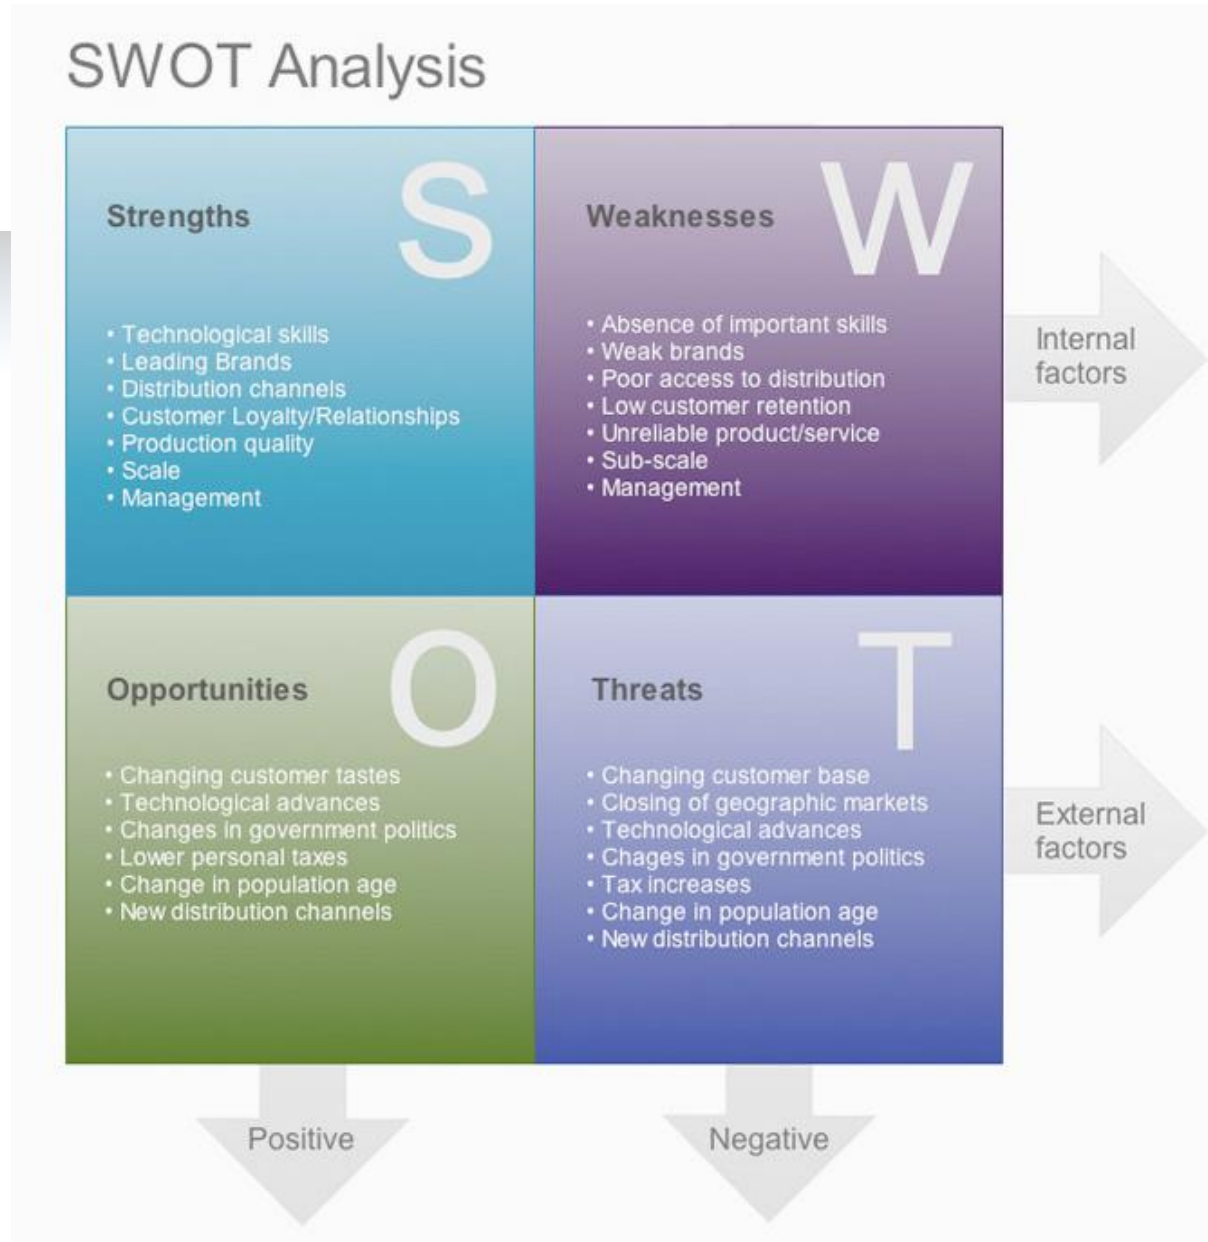 SWOT Analysis
S
Strengths
• Technological skills
• Leading Brands
• Distribution channels
• Customer Loyalty/Relationships
• Production quality
• Scale
• Management
W
Weaknesses
• Absence of important skills
• Weak brands
• Poor access to distribution
• Low customer retention
• Unreliable product/service
• Sub-scale
• Management
Internal
factors
O
Opportunities
• Changing customer tastes
• Technological advances
• Changes in government politics
• Lower personal taxes
• Change in population age
• New distribution channels
T
Threats
• Changing customer base
• Closing of geographic markets
• Technological advances
• Chages in government politics
• Tax increases
• Change in population age
• New distribution channels
External
factors
Positive
Negative